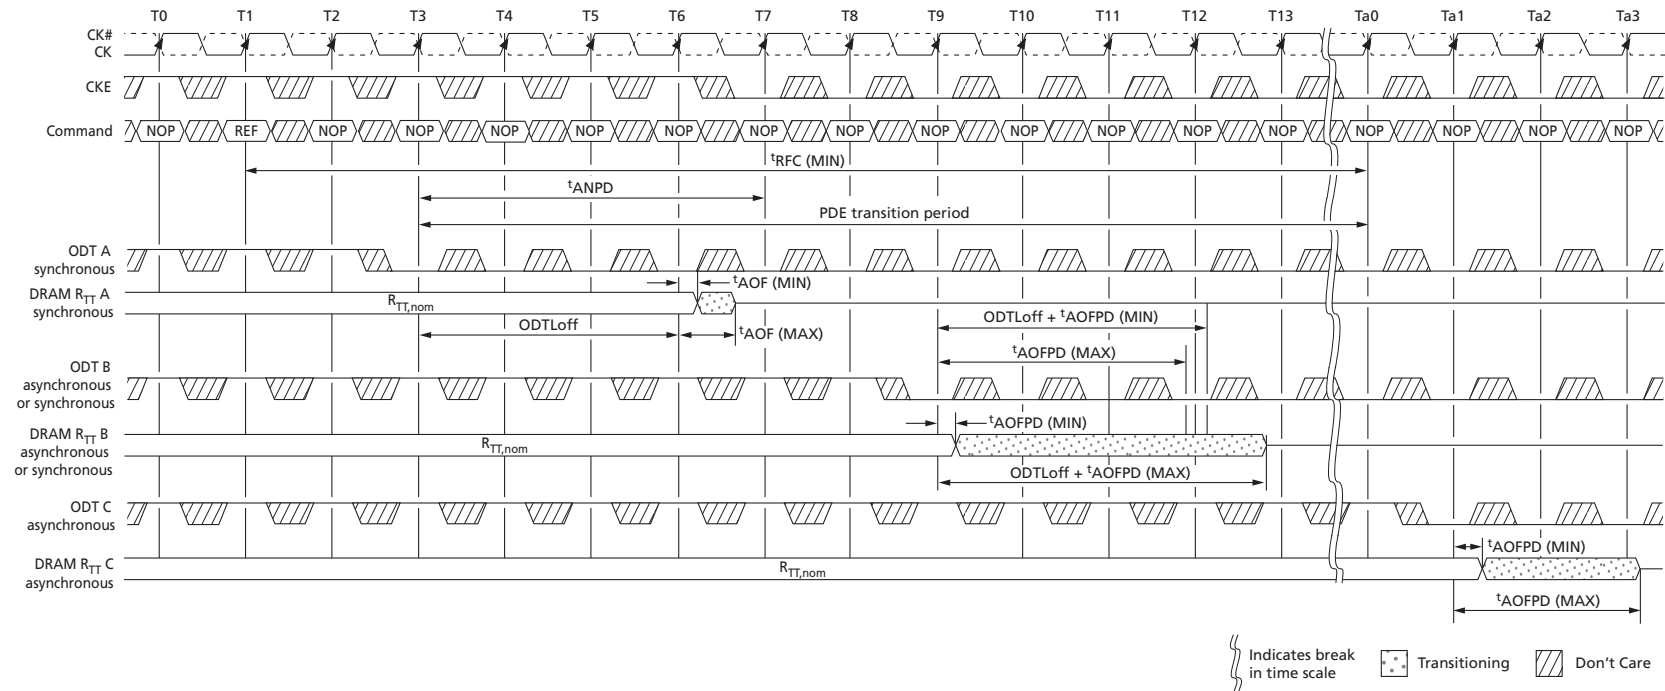 T0 T1 T2 T3 T4 T5 T6 T7 T8 T9 T10 T11 T12 T13 Ta0 Ta1 Ta2 Ta3
CK#
CK
CKE
Command NOP REF NOP NOP NOP NOP NOP NOP NOP NOP NOP NOP NOP NOP NOP NOP NOP NOP
tRFC (MIN)
tANPD
PDE transition period
ODT A
synchronous
tAOF (MIN)
DRAM RTT A
synchronous
RTT,nom
ODTLoff + tAOFPD (MIN)
ODTLoff
tAOF (MAX)
tAOFPD (MAX)
ODT B
asynchronous
or synchronous
tAOFPD (MIN)
DRAM RTT B
asynchronous
or synchronous
RTT,nom
ODTLoff + tAOFPD (MAX)
ODT C
asynchronous
tAOFPD (MIN)
DRAM RTT C
asynchronous
RTT,nom
tAOFPD (MAX)
Indicates break
in time scale
Transitioning
Don't Care